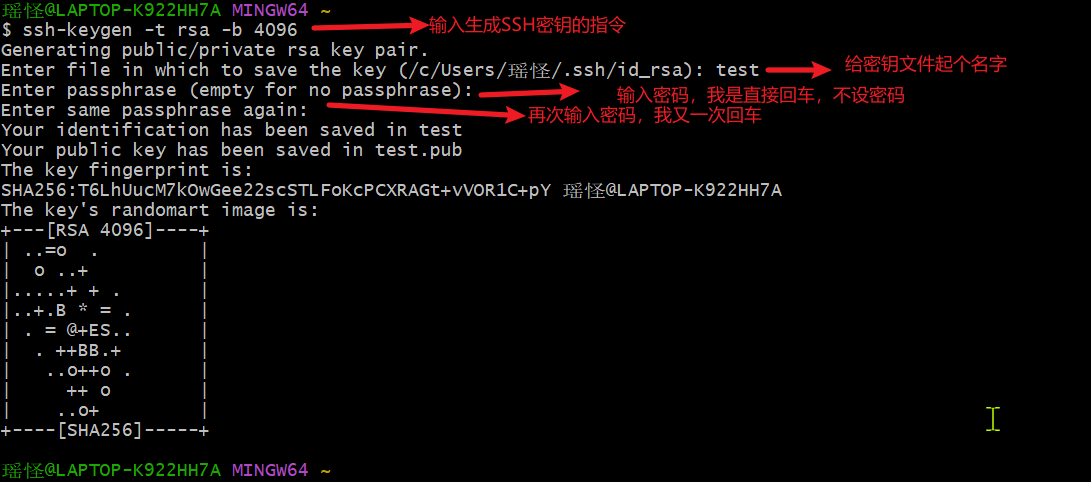 瑶怪@LAPTOP-K922HH7A MINGW64 ~
$ ssh-keygen -t rsa -b 4096 输入生成SSH密钥的指令
Generating public/private rsa key pair.
Enter file in which to save the key (/c/Users/瑶怪/.ssh/id_rsa): test 给密钥文件起个名字
Enter passphrase (empty for no passphrase): 输入密码，我是直接回车，不设密码
Enter same passphrase again: 再次输入密码，我又一次回车
Your identification has been saved in test
Your public key has been saved in test.pub
The key fingerprint is:
SHA256:T6LhUucM7kOwGee22scSTLFoKcPCXRAGt+vVOR1C+pY 瑶怪@LAPTOP-K922HH7A
The key's randomart image is:
+---[RSA 4096]----+
| ..=o  .         |
|  o ..+          |
|.....+ + .       |
|..+.B * = .      |
| . = @+ES..      |
|  . ++BB.+       |
|   ..o++o .      |
|     ++ o        |
|    ..o+         |
+----[SHA256]-----+
瑶怪@LAPTOP-K922HH7A MINGW64 ~